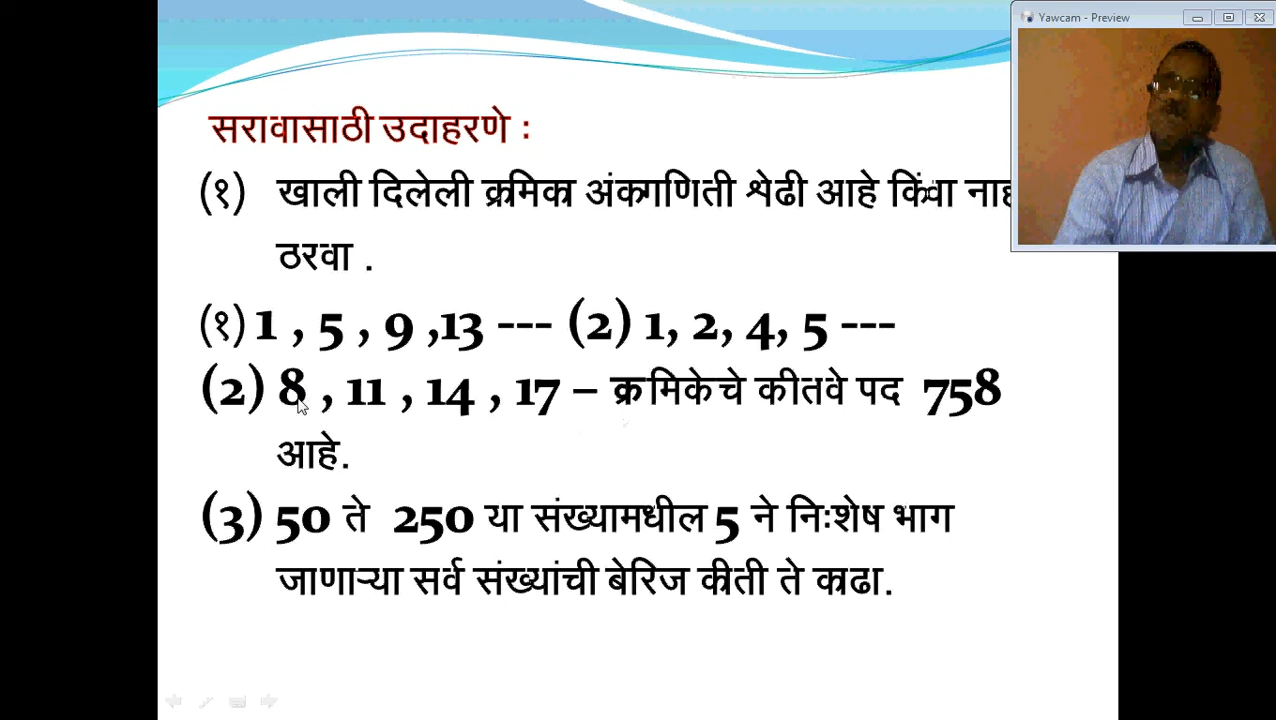 Yawcam - Preview
सरावासाठी उदाहरणे :
(१) खाली दिलेली क्रमिका अंकगणिती श्रेढी आहे किंवा
ठरवा .
(१) 1 , 5 , 9 ,13 --- (2) 1, 2, 4, 5 ---
(2) 8 , 11 , 14 , 17 – क्रमिकेचे कीतवे पद 758
आहे.
(3) 50 ते 250 या संख्यामधील 5 ने निःशेष भाग
जाणाऱ्या सर्व संख्यांची बेरिज कीती ते काढा.